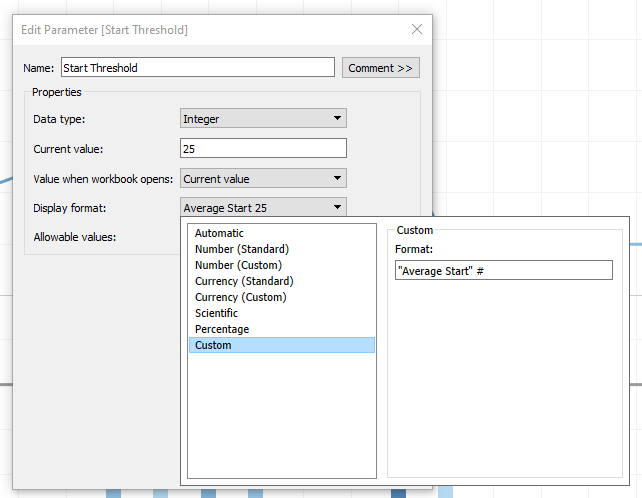 Edit Parameter [Start Threshold]
Name: Start Threshold Comment >>
Properties
Data type: Integer
Current value: 25
Value when workbook opens: Current value
Display format: Average Start 25
Allowable values:
Automatic
Number (Standard)
Number (Custom)
Currency (Standard)
Currency (Custom)
Scientific
Percentage
Custom
Custom
Format:
"Average Start" #